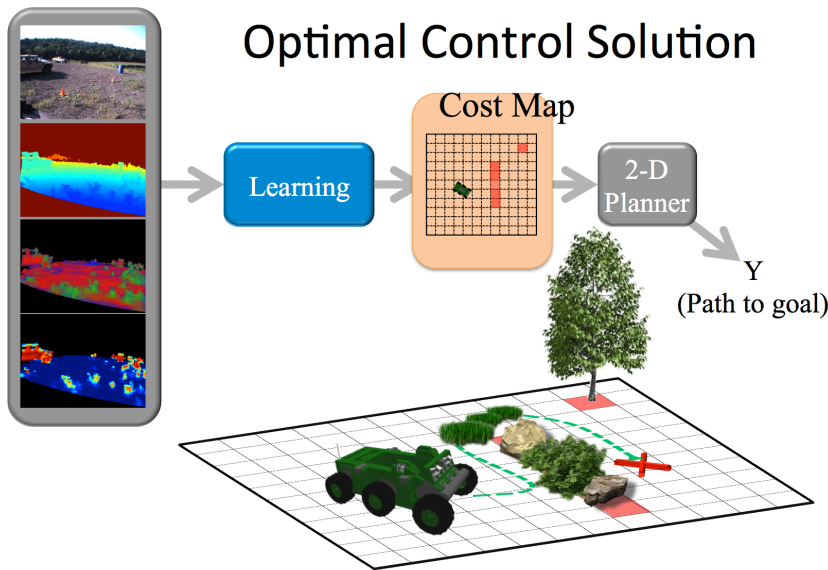 Optimal Control Solution
Cost Map
Learning
2-D
Planner
Y
(Path to goal)